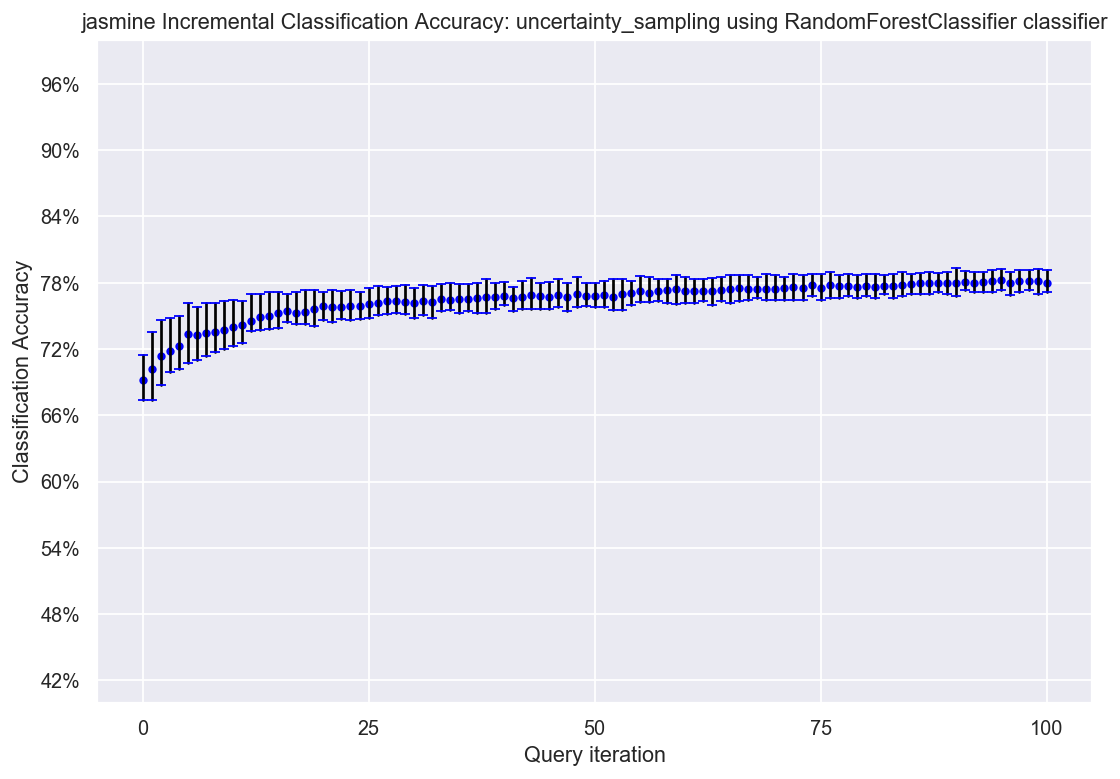 jasmine Incremental Classification Accuracy: uncertainty_sampling using RandomForestClassifier classifier
96%
90%
84%
78%
72%
66%
60%
54%
48%
42%
Classification Accuracy
0 25 50 75 100
Query iteration